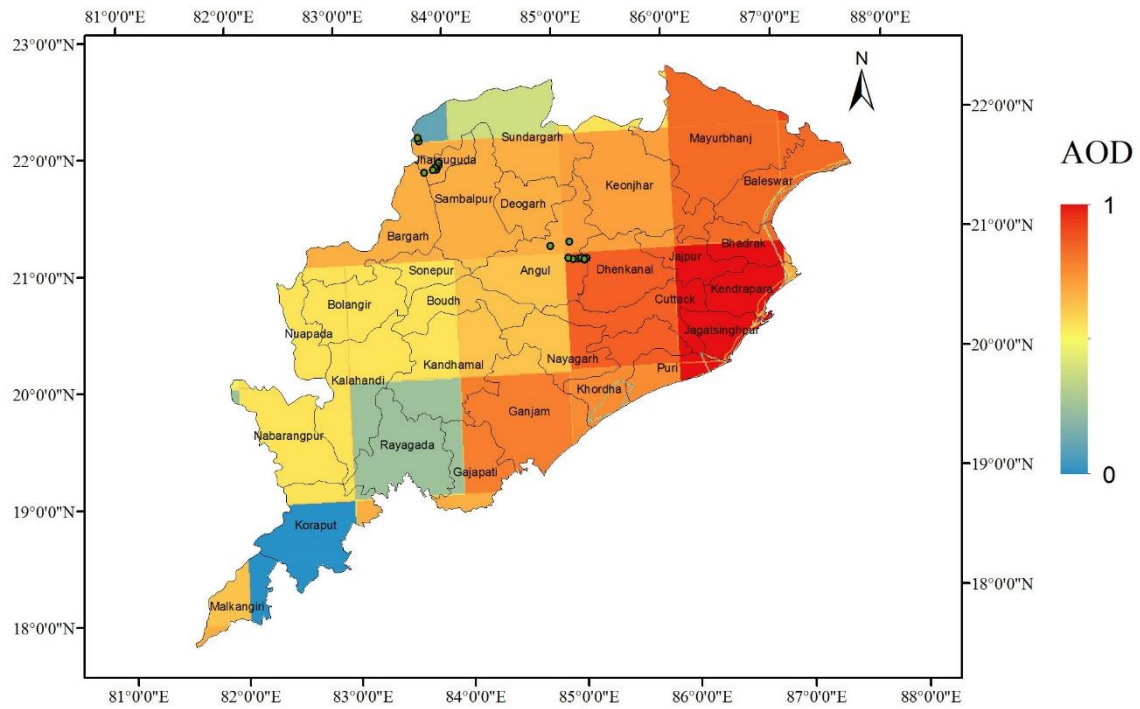 81°0'0"E 82°0'0"E 83°0'0"E 84°0'0"E 85°0'0"E 86°0'0"E 87°0'0"E 88°0'0"E
23°0'0"N
N
22°0'0"N
Mayurbhanj
Sundargarh
AOD
22°0'0"N
Jharsuguda
Keonjhar
Baleswar
1
Sambalpur
Deogarh
21°0'0"N
Bargarh
Bhadrak
Jajpur
21°0'0"N
Sonepur
Angul
Dhenkanal
Kendrapara
Bolangir
Boudh
Cuttack
Nuapada
Jagatsinghpur
20°0'0"N
Nayagarh
Kandhamal
Puri
Kalahandi
Khordha
20°0'0"N
Ganjam
Nabarangpur
Rayagada
19°0'0"N
Gajapati
0
19°0'0"N
Koraput
18°0'0"N
Malkangiri
18°0'0"N
81°0'0"E 82°0'0"E 83°0'0"E 84°0'0"E 85°0'0"E 86°0'0"E 87°0'0"E 88°0'0"E